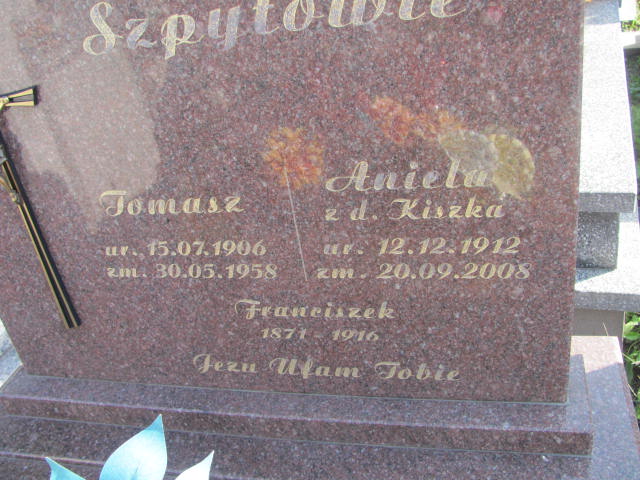 Szpytowie
Tomasz
ur. 15.07.1906
zm. 30.05.1958
Aniela
z d. Kiszka
ur. 12.12.1912
zm. 20.09.2008
Franciszek
1871 - 1916
Jezu Ufam Tobie